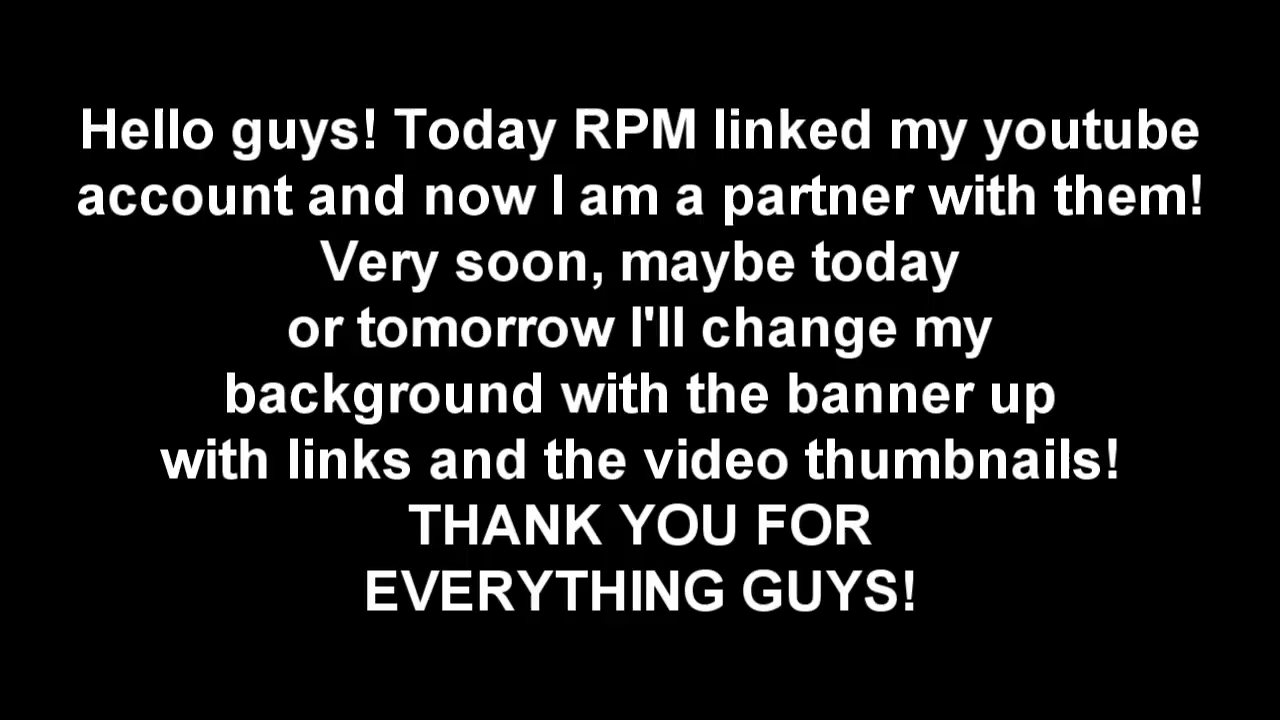 Hello guys! Today RPM linked my youtube
account and now I am a partner with them!
Very soon, maybe today
or tomorrow I'll change my
background with the banner up
with links and the video thumbnails!
THANK YOU FOR
EVERYTHING GUYS!